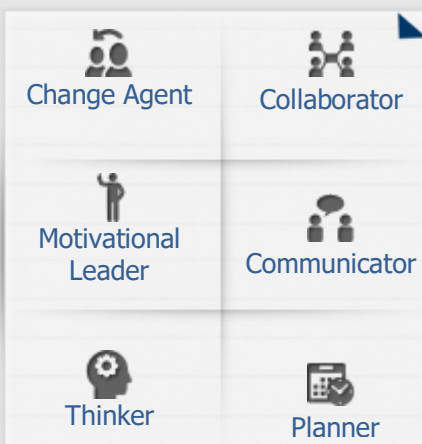 Change Agent
Collaborator
Motivational
Leader
Communicator
Thinker
Planner